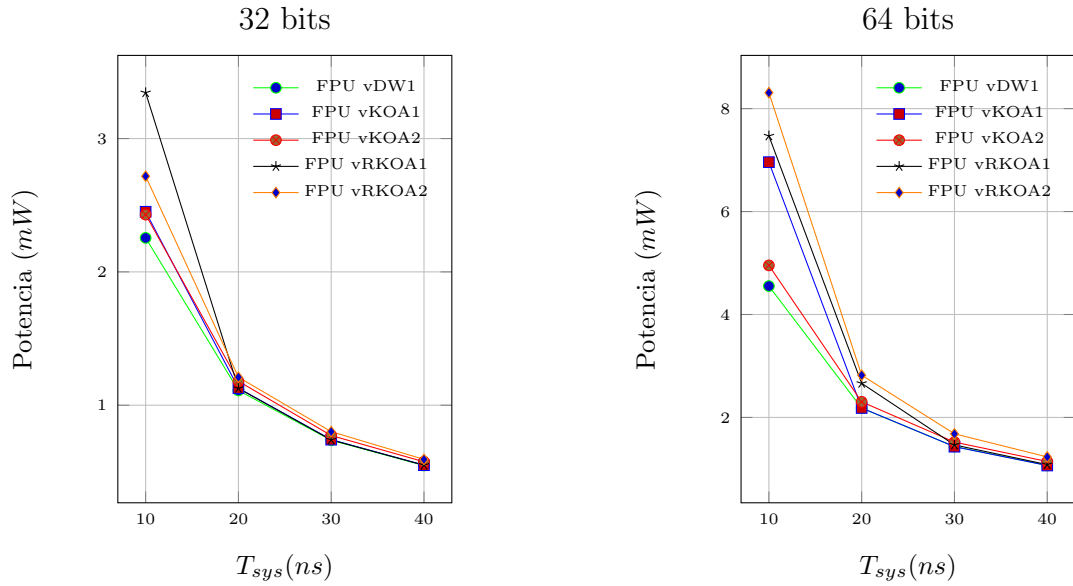 32 bits
FPU vDW1
FPU vKOA1
FPU vKOA2
FPU vRKOA1
FPU vRKOA2
3
2
1
10 20 30 40
Potencia (mW)
T_sys(ns)
64 bits
FPU vDW1
FPU vKOA1
FPU vKOA2
FPU vRKOA1
FPU vRKOA2
8
6
4
2
10 20 30 40
Potencia (mW)
T_sys(ns)